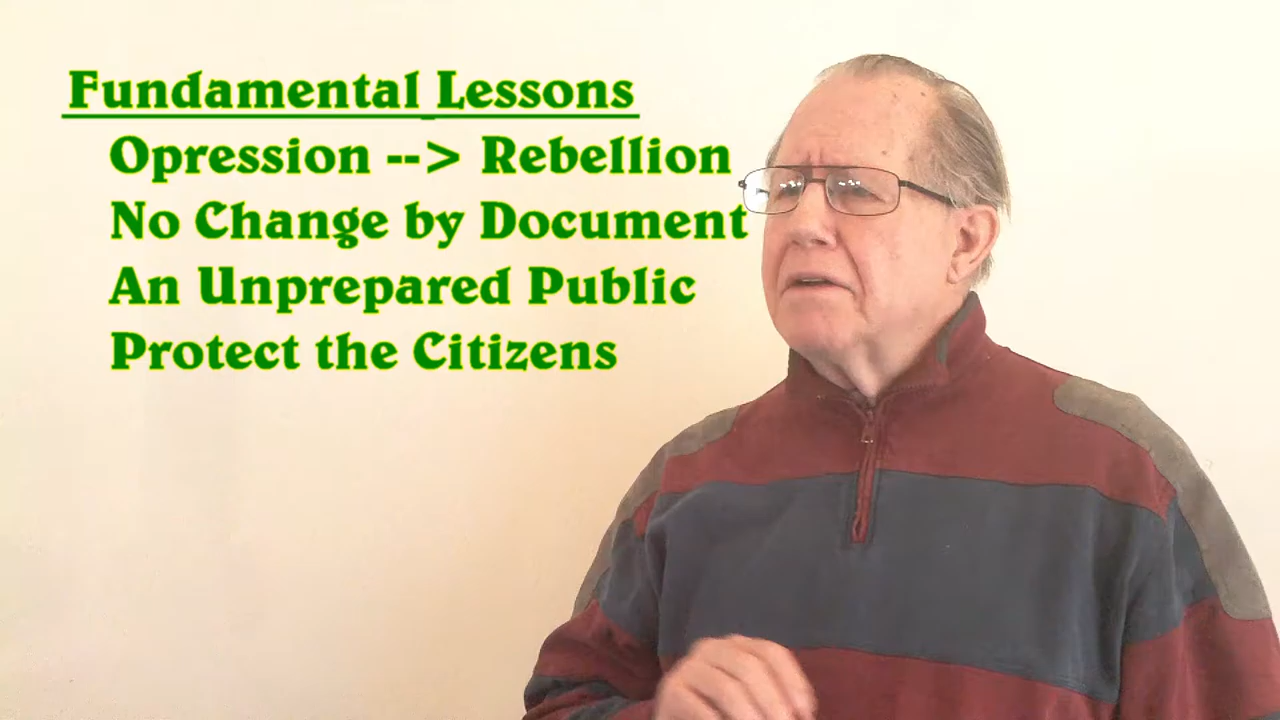 Fundamental Lessons
Opression --> Rebellion
No Change by Document
An Unprepared Public
Protect the Citizens